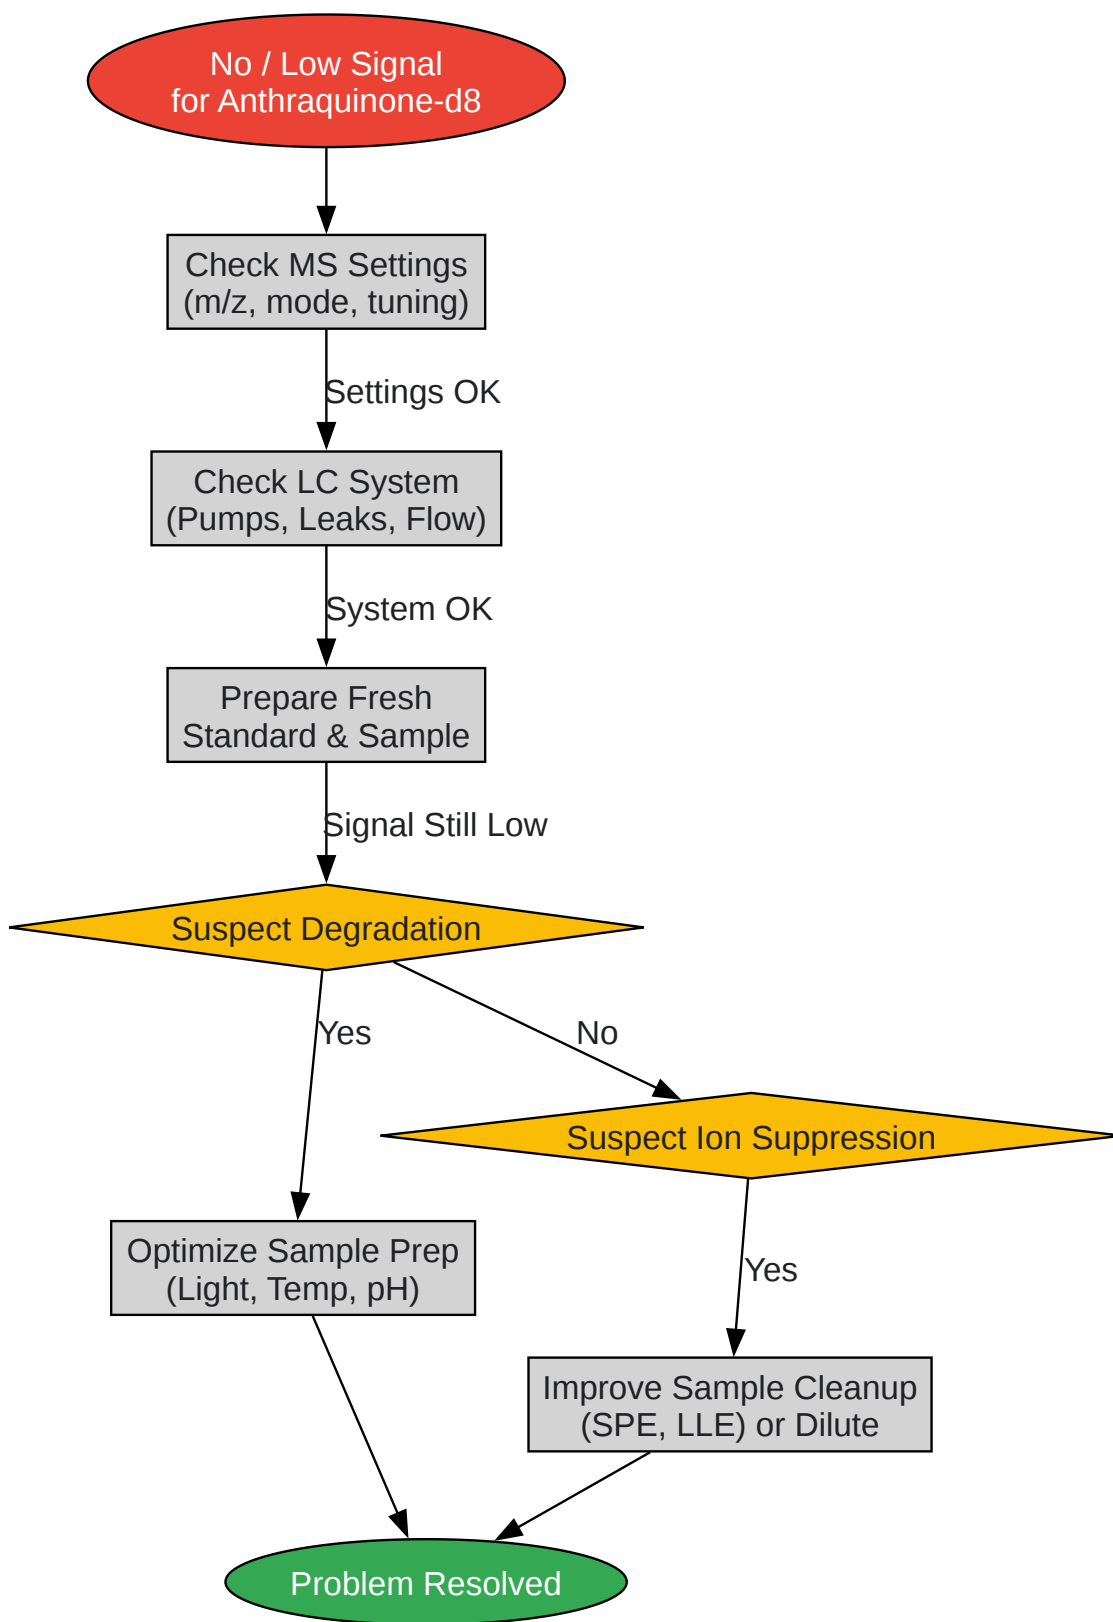 No / Low Signal
for Anthraquinone-d8
Check MS Settings
(m/z, mode, tuning)
Settings OK
Check LC System
(Pumps, Leaks, Flow)
System OK
Prepare Fresh
Standard & Sample
Signal Still Low
Suspect Degradation
Yes
No
Suspect Ion Suppression
Optimize Sample Prep
(Light, Temp, pH)
Yes
Improve Sample Cleanup
(SPE, LLE) or Dilute
Problem Resolved